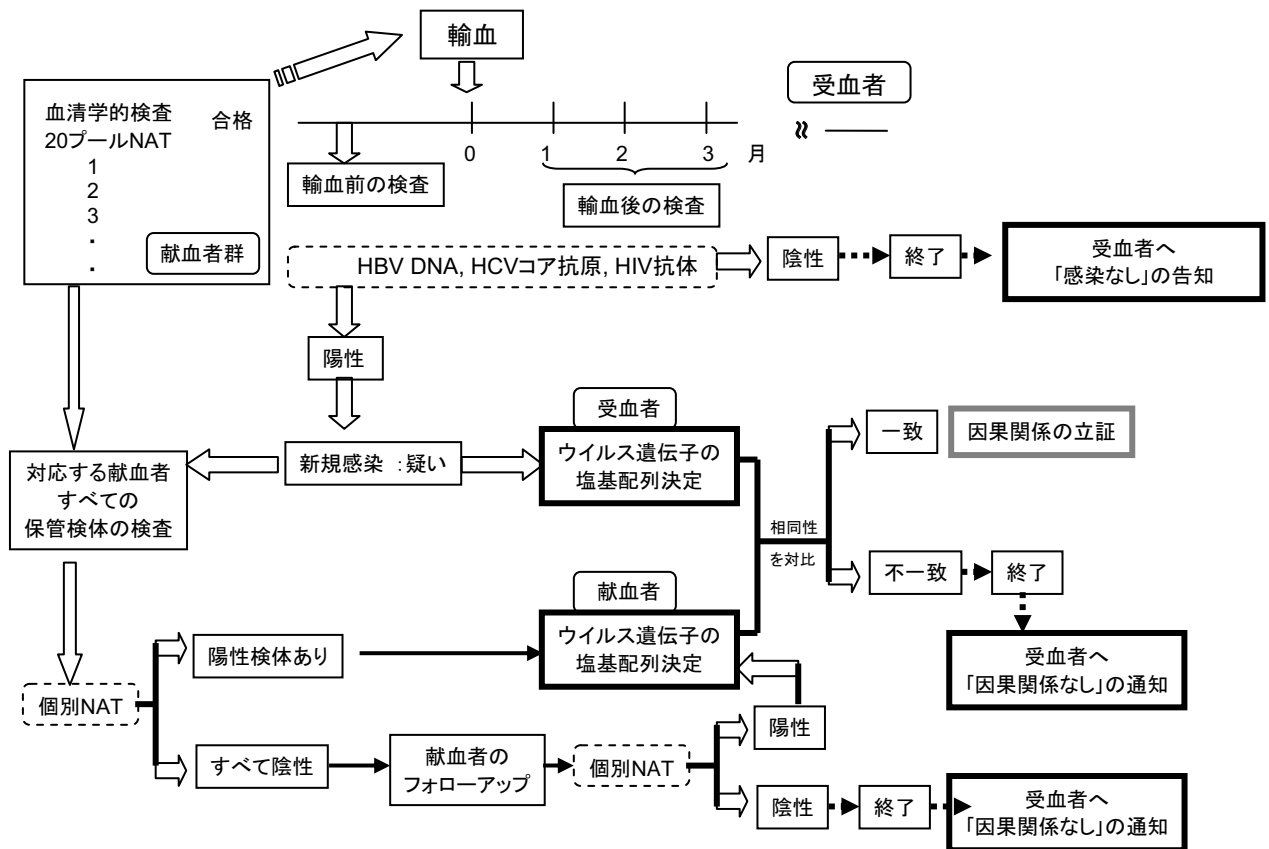 輸血
受血者
血清学的検査
合格
20プールNAT
1
2
3
・
・
献血者群
0
1
2
3
月
輸血前の検査
輸血後の検査
HBV DNA, HCVコア抗原, HIV抗体
陰性
終了
受血者へ
「感染なし」の告知
陽性
新規感染 :疑い
対応する献血者
すべての
保管検体の検査
受血者
ウイルス遺伝子の
塩基配列決定
一致
因果関係の立証
相同性
を対比
不一致
終了
受血者へ
「因果関係なし」の通知
献血者
ウイルス遺伝子の
塩基配列決定
陽性検体あり
個別NAT
すべて陰性
献血者の
フォローアップ
個別NAT
陽性
陰性
終了
受血者へ
「因果関係なし」の通知